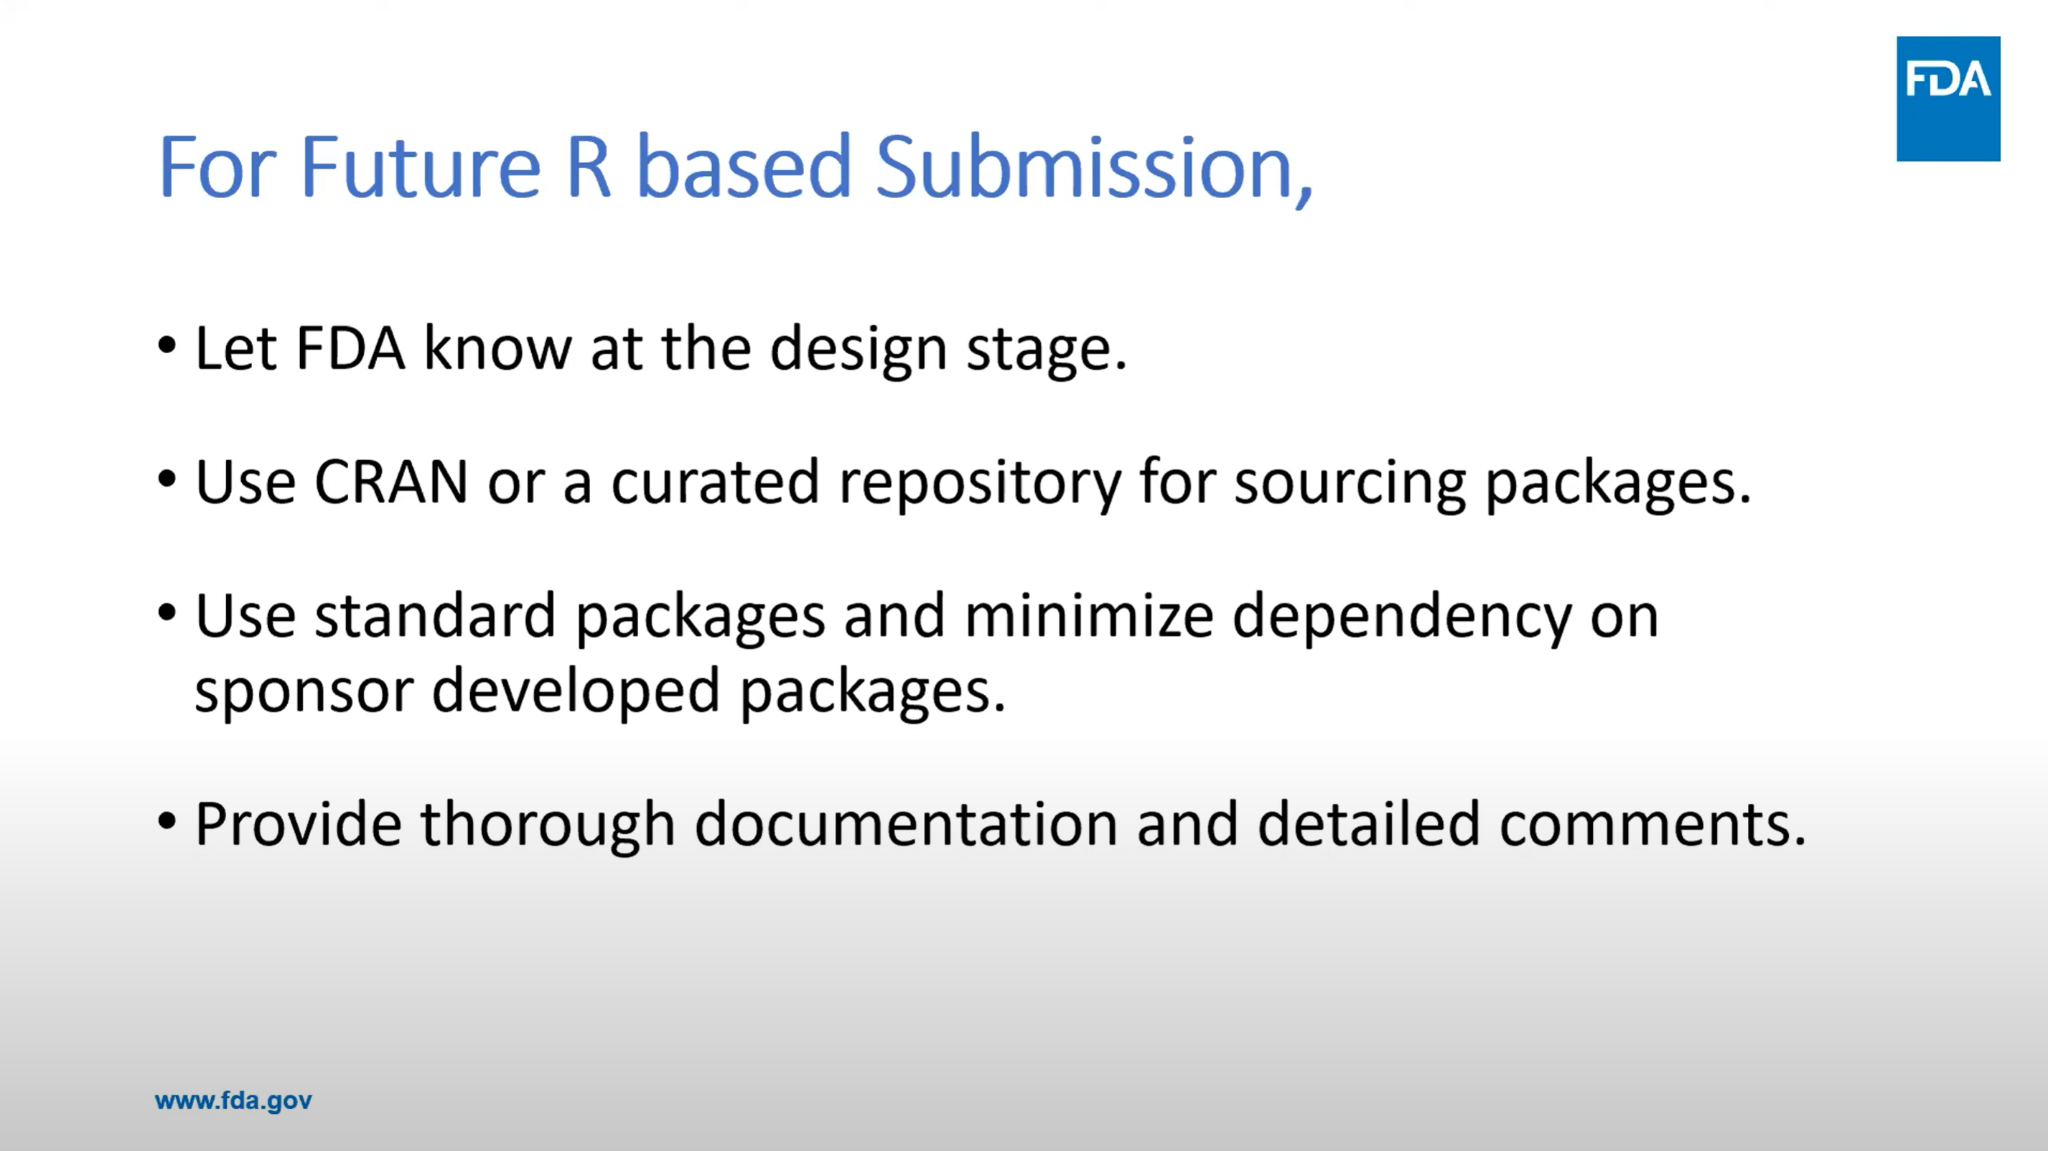 FDA
For Future R based Submission,
• Let FDA know at the design stage.
• Use CRAN or a curated repository for sourcing packages.
• Use standard packages and minimize dependency on
sponsor developed packages.
• Provide thorough documentation and detailed comments.
www.fda.gov